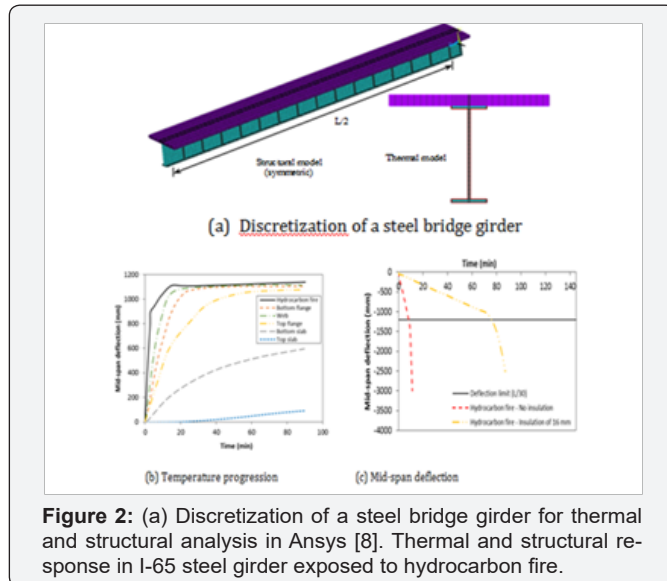 L/2
Structural model
(symmetric)
Thermal model
(a) Discretization of a steel bridge girder
Mid-span deflection (mm)
1200
1000
800
600
400
200
0
0 20 40 60 80 100
Time (min)
Hydrocarbon fire
Bottom flange
Web
Top flange
Bottom slab
Top slab
(b) Temperature progression
Time (min)
0 20 40 60 80 100 120 140
Mid-span deflection (mm)
0
-500
-1000
-1500
-2000
-2500
-3000
-3500
-4000
Deflection limit (L/30)
Hydrocarbon fire - No insulation
Hydrocarbon fire - Insulation of 16 mm
(c) Mid-span deflection
Figure 2: (a) Discretization of a steel bridge girder for thermal
and structural analysis in Ansys [8]. Thermal and structural re-
sponse in I-65 steel girder exposed to hydrocarbon fire.